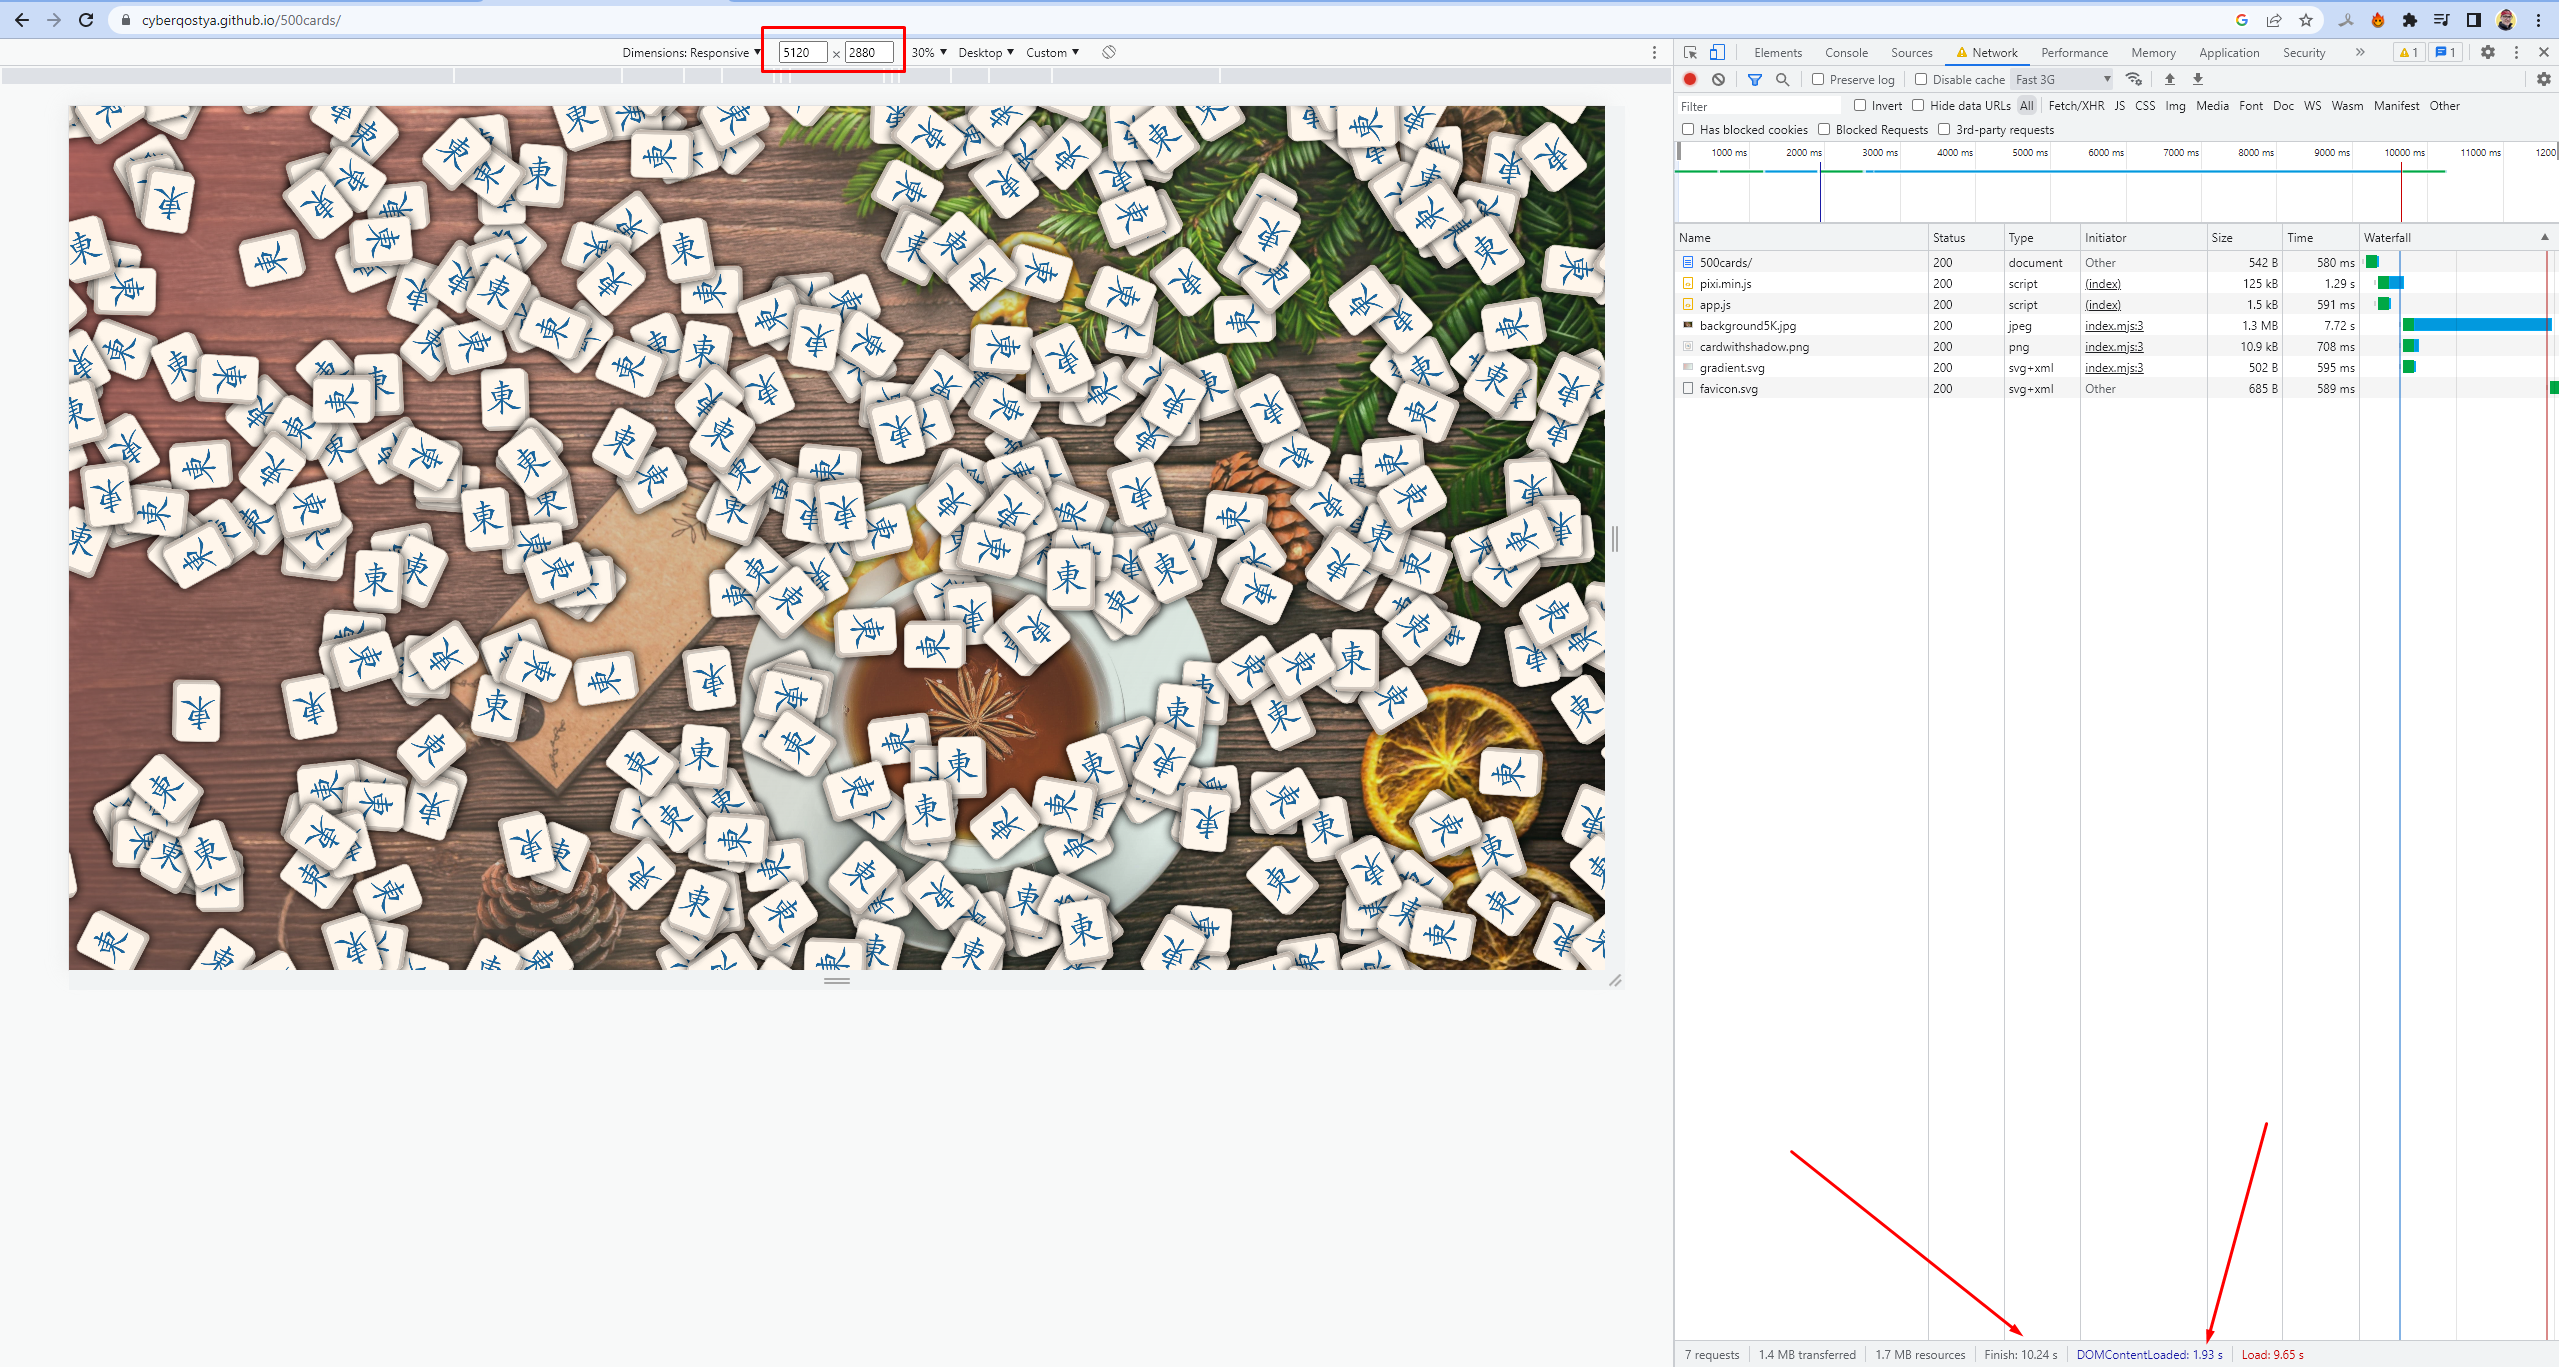 cyberqostya.github.io/500cards/
Dimensions: Responsive ▼ 5120 × 2880 30% ▼ Desktop ▼ Custom ▼
Elements Console Sources Network Performance Memory Application Security » 1 1
Preserve log Disable cache Fast 3G ▼
Filter Invert Hide data URLs All Fetch/XHR JS CSS Img Media Font Doc WS Wasm Manifest Other
Has blocked cookies Blocked Requests 3rd-party requests
1000 ms 2000 ms 3000 ms 4000 ms 5000 ms 6000 ms 7000 ms 8000 ms 9000 ms 10000 ms 11000 ms 1200
Name Status Type Initiator Size Time Waterfall
500cards/ 200 document Other 542 B 580 ms
pixi.min.js 200 script (index) 125 kB 1.29 s
app.js 200 script (index) 1.5 kB 591 ms
background5K.jpg 200 jpeg index.mjs:3 1.3 MB 7.72 s
cardwithshadow.png 200 png index.mjs:3 10.9 kB 708 ms
gradient.svg 200 svg+xml index.mjs:3 502 B 595 ms
favicon.svg 200 svg+xml Other 685 B 589 ms
東
7 requests 1.4 MB transferred 1.7 MB resources Finish: 10.24 s DOMContentLoaded: 1.93 s Load: 9.65 s